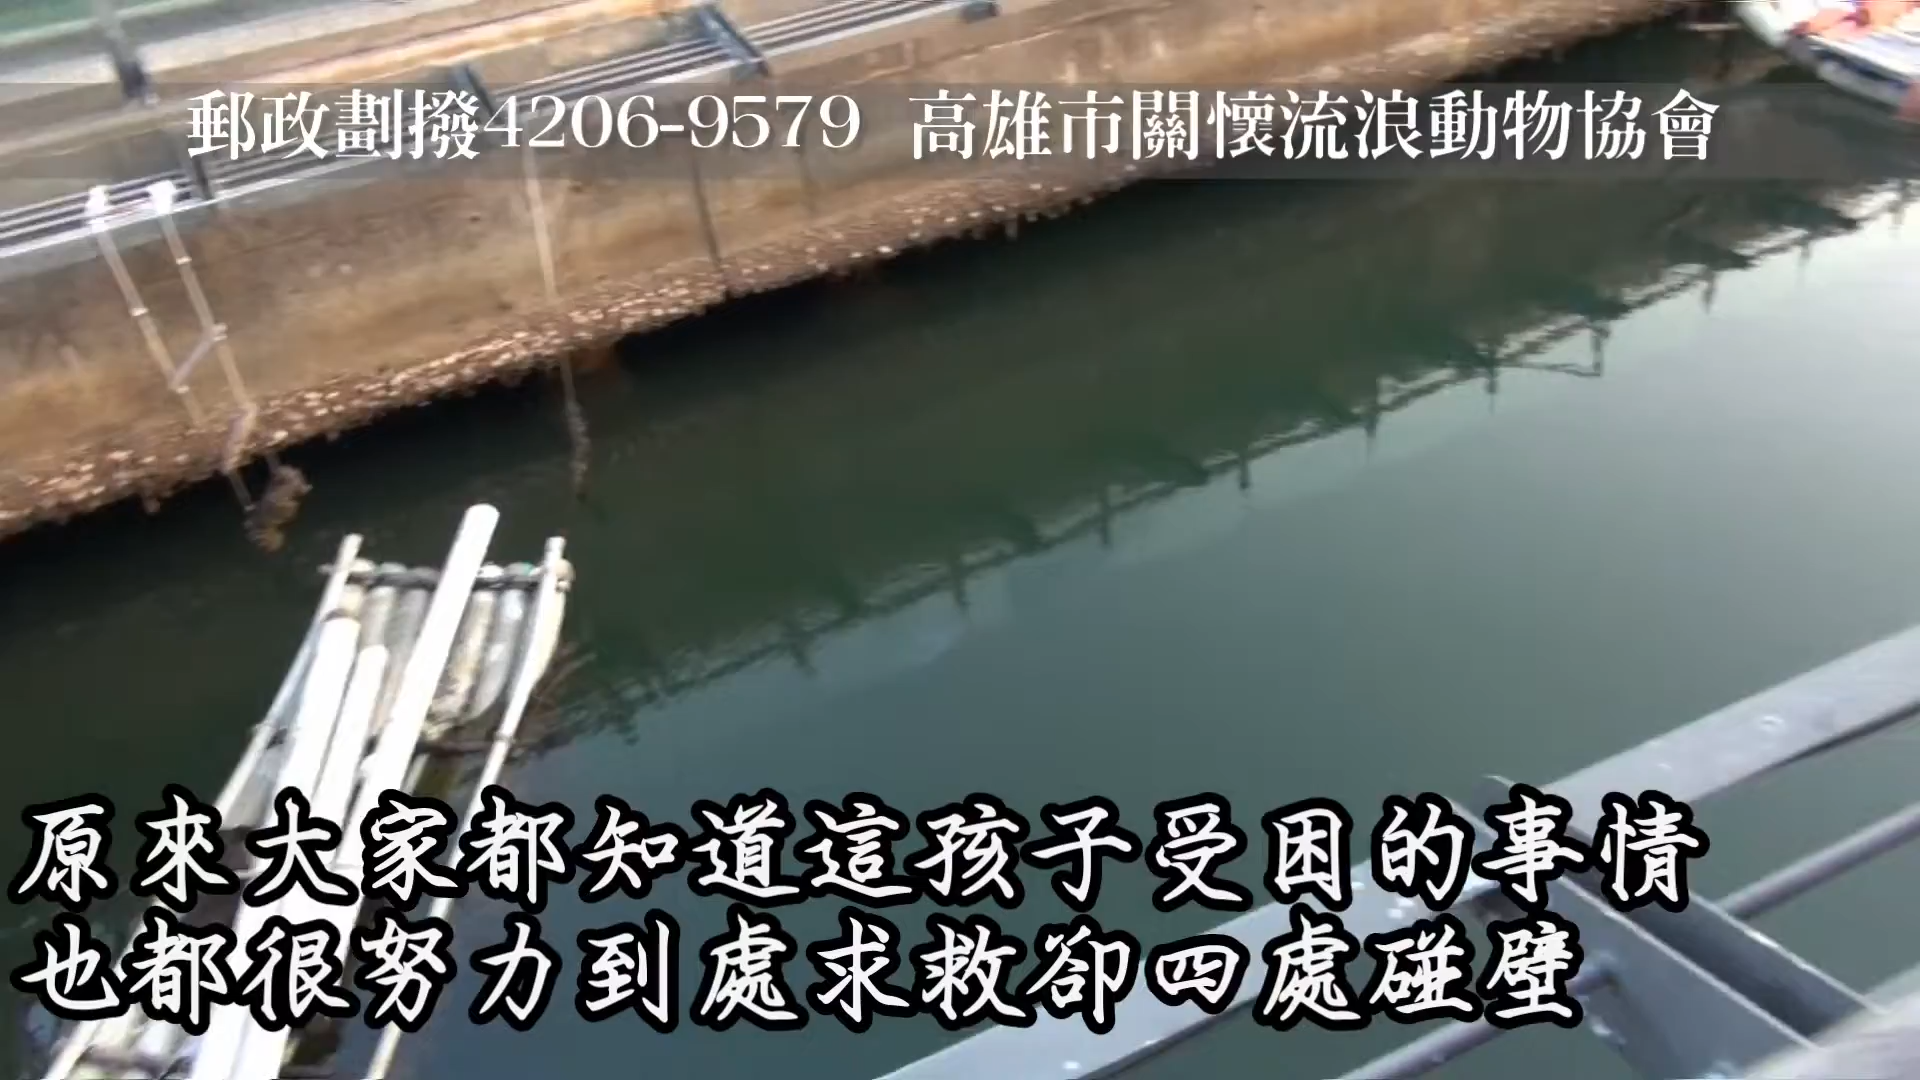 郵政劃撥4206-9579 高雄市關懷流浪動物協會
原來大家都知道這孩子受困的事情
也都很努力到處求救卻四處碰壁